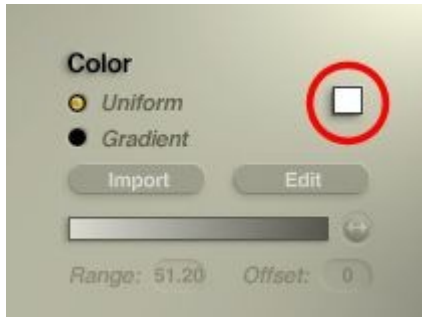 Color
Uniform
Gradient
Import Edit
Range: 51.20 Offset: 0